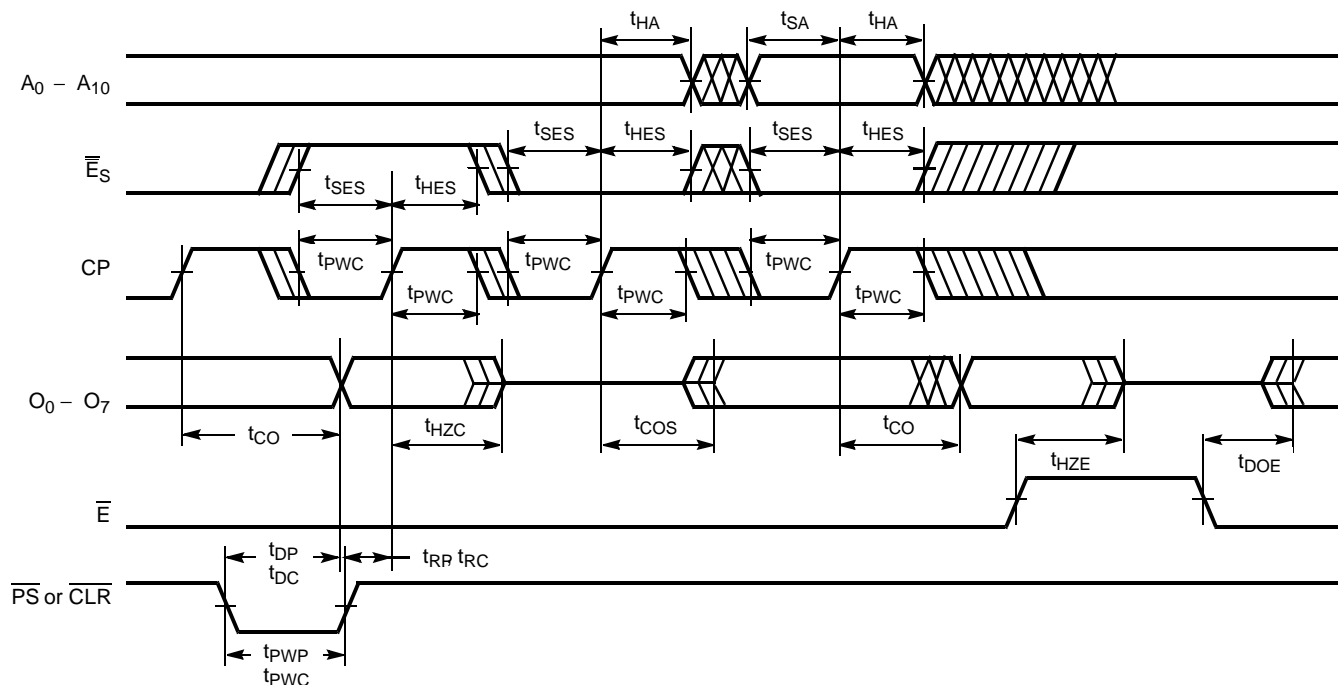 tHA tSA tHA
A0 – A10
tSES tHES tSES tHES
ES
tSES tHES
CP
tPWC tPWC tPWC
tPWC tPWC tPWC
O0 – O7
tCO tHZC tCOS tCO
tHZE tDOE
E
tDP tRP, tRC
tDC
PS or CLR
tPWP
tPWC